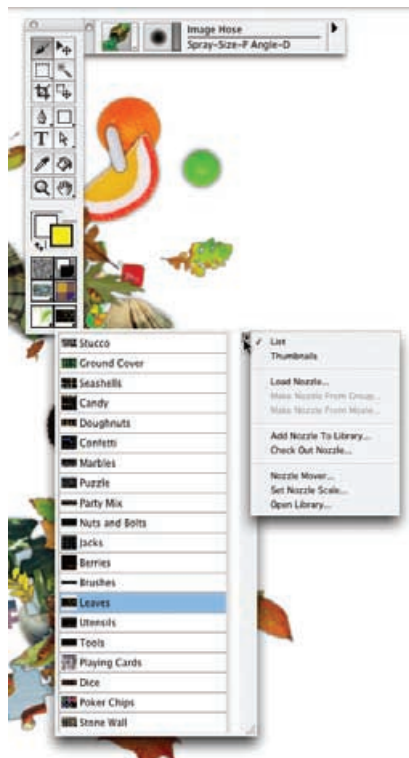 Image Hose
Spray-Size-P Angle-D
T
Stucco
Ground Cover
Seashells
Candy
Doughnuts
Confetti
Marbles
Puzzle
Party Mix
Nuts and Bolts
Jacks
Berries
Brushes
Leaves
Utensils
Tools
Playing Cards
Dice
Poker Chips
Stone Wall
✓ List
Thumbnails
Load Nozzle...
Make Nozzle From Group...
Make Nozzle From Movie...
Add Nozzle To Library...
Check Out Nozzle...
Nozzle Mover...
Set Nozzle Scale...
Open Library...